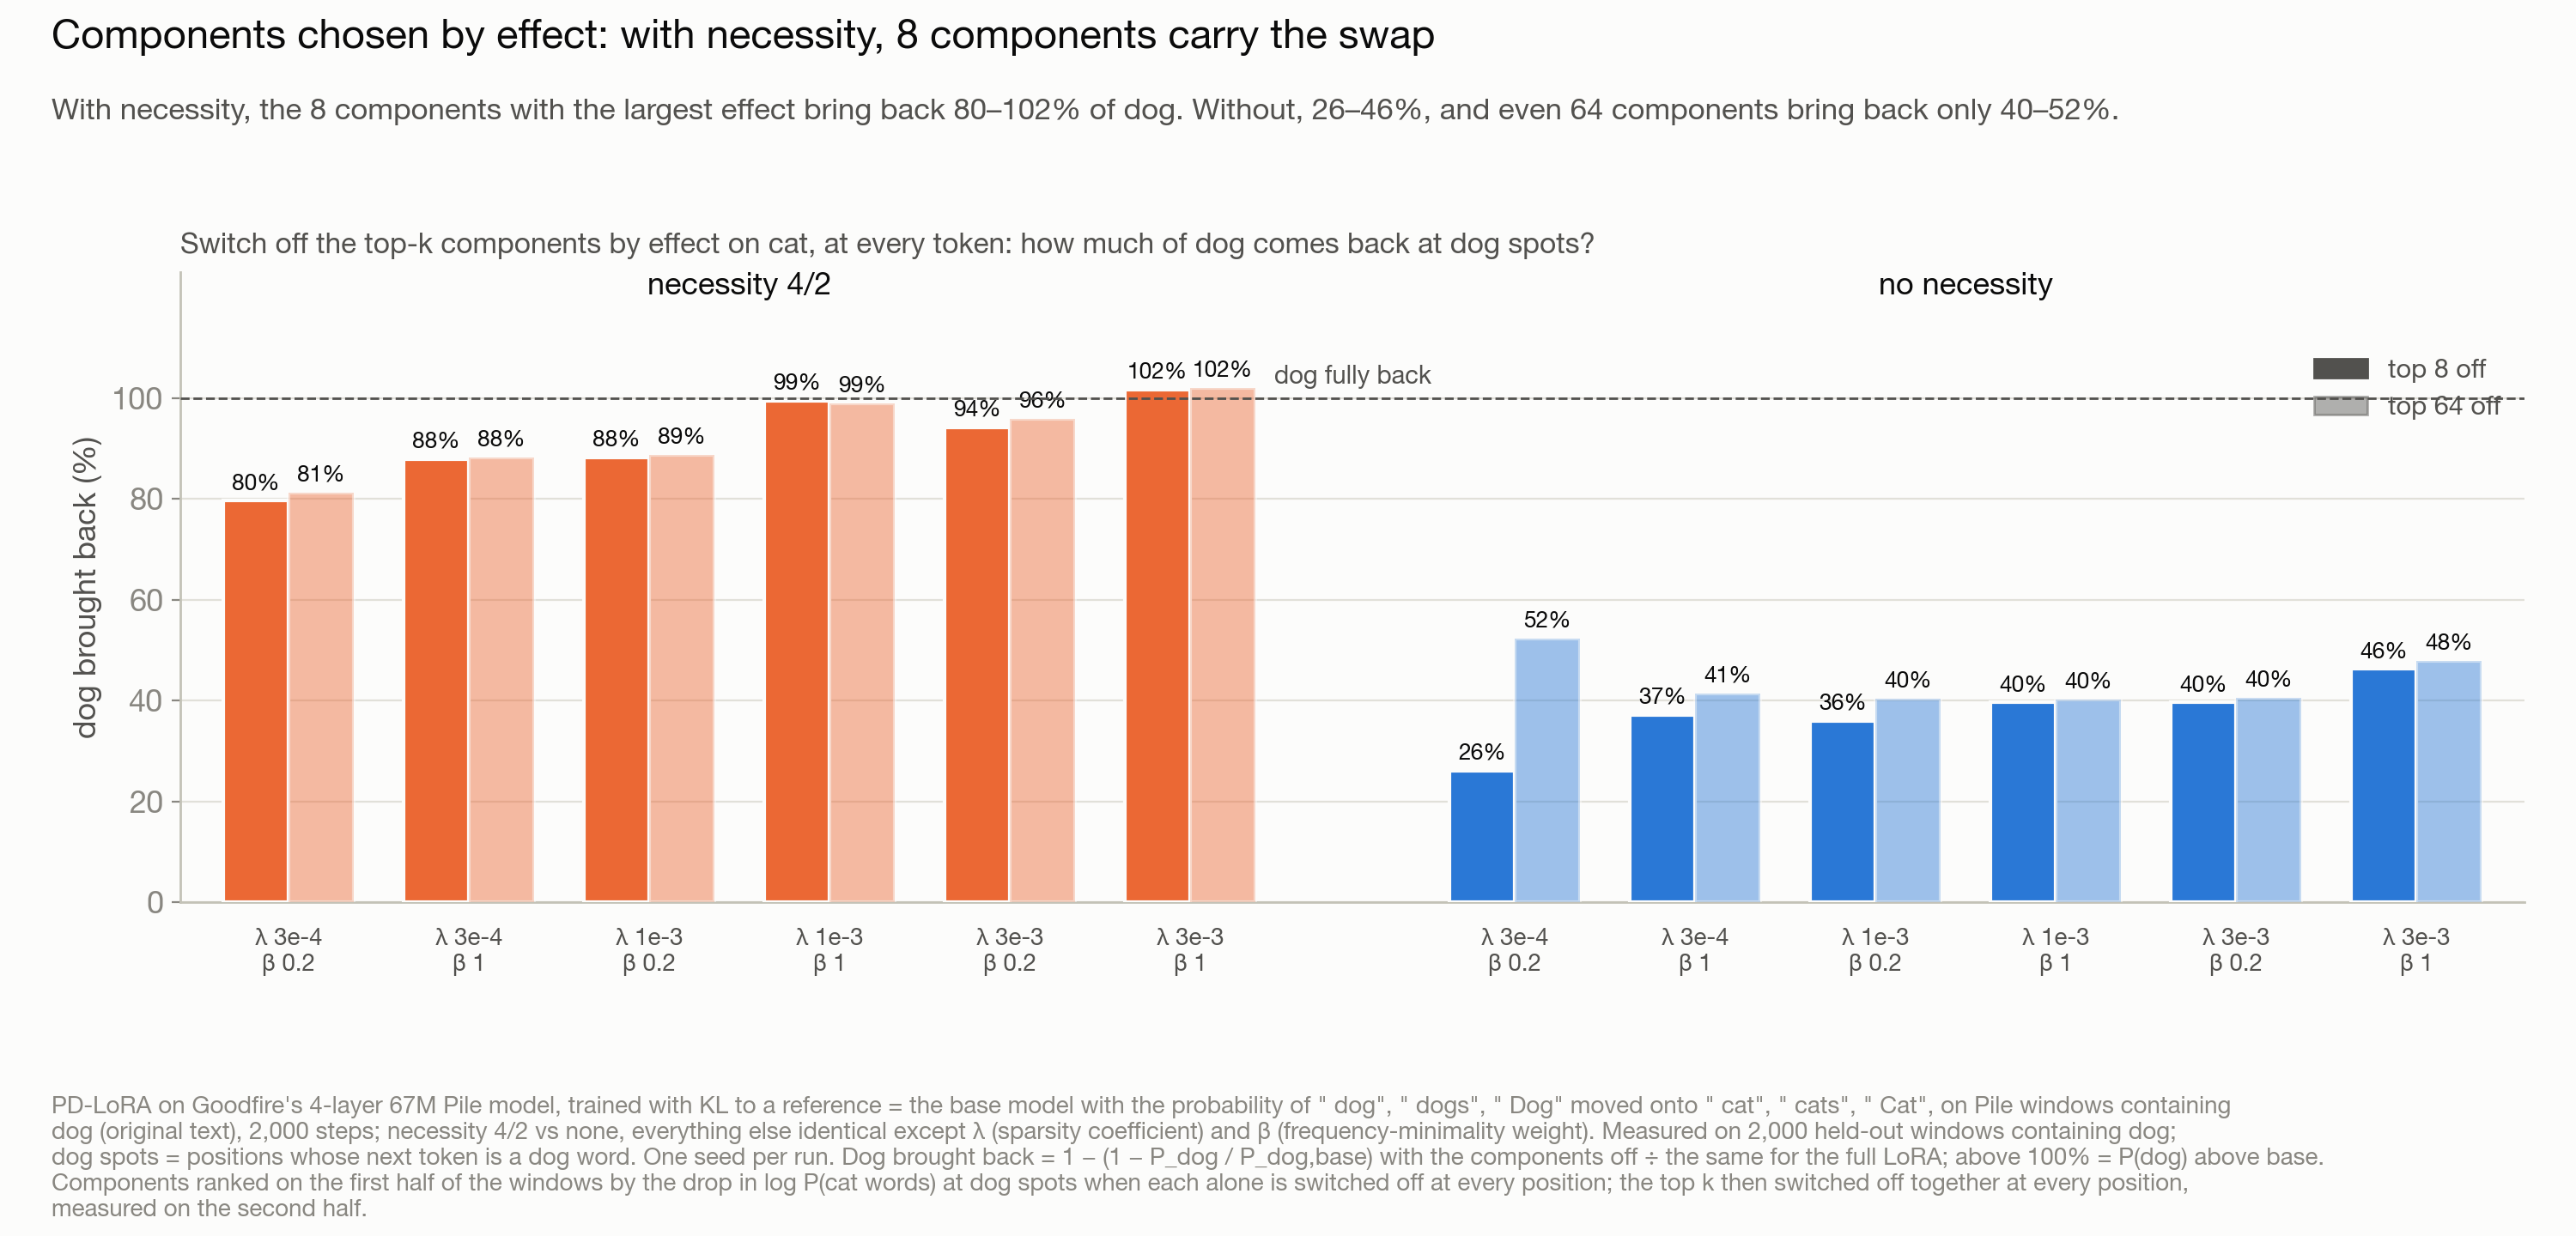 Components chosen by effect: with necessity, 8 components carry the swap
With necessity, the 8 components with the largest effect bring back 80–102% of dog. Without, 26–46%, and even 64 components bring back only 40–52%.
Switch off the top-k components by effect on cat, at every token: how much of dog comes back at dog spots?
necessity 4/2
no necessity
dog brought back (%)
100
80
60
40
20
0
80% 81%
88% 88%
88% 89%
99% 99%
94% 96%
102% 102%
dog fully back
26% 52%
37% 41%
36% 40%
40% 40%
40% 40%
46% 48%
top 8 off
top 64 off
λ 3e-4 λ 3e-4 λ 1e-3 λ 1e-3 λ 3e-3 λ 3e-3 λ 3e-4 λ 3e-4 λ 1e-3 λ 1e-3 λ 3e-3 λ 3e-3
β 0.2 β 1 β 0.2 β 1 β 0.2 β 1 β 0.2 β 1 β 0.2 β 1 β 0.2 β 1
PD-LoRA on Goodfire's 4-layer 67M Pile model, trained with KL to a reference = the base model with the probability of " dog", " dogs", " Dog" moved onto " cat", " cats", " Cat", on Pile windows containing
dog (original text), 2,000 steps; necessity 4/2 vs none, everything else identical except λ (sparsity coefficient) and β (frequency-minimality weight). Measured on 2,000 held-out windows containing dog;
dog spots = positions whose next token is a dog word. One seed per run. Dog brought back = 1 – (1 – P_dog / P_dog,base) with the components off ÷ the same for the full LoRA; above 100% = P(dog) above base.
Components ranked on the first half of the windows by the drop in log P(cat words) at dog spots when each alone is switched off at every position; the top k then switched off together at every position,
measured on the second half.